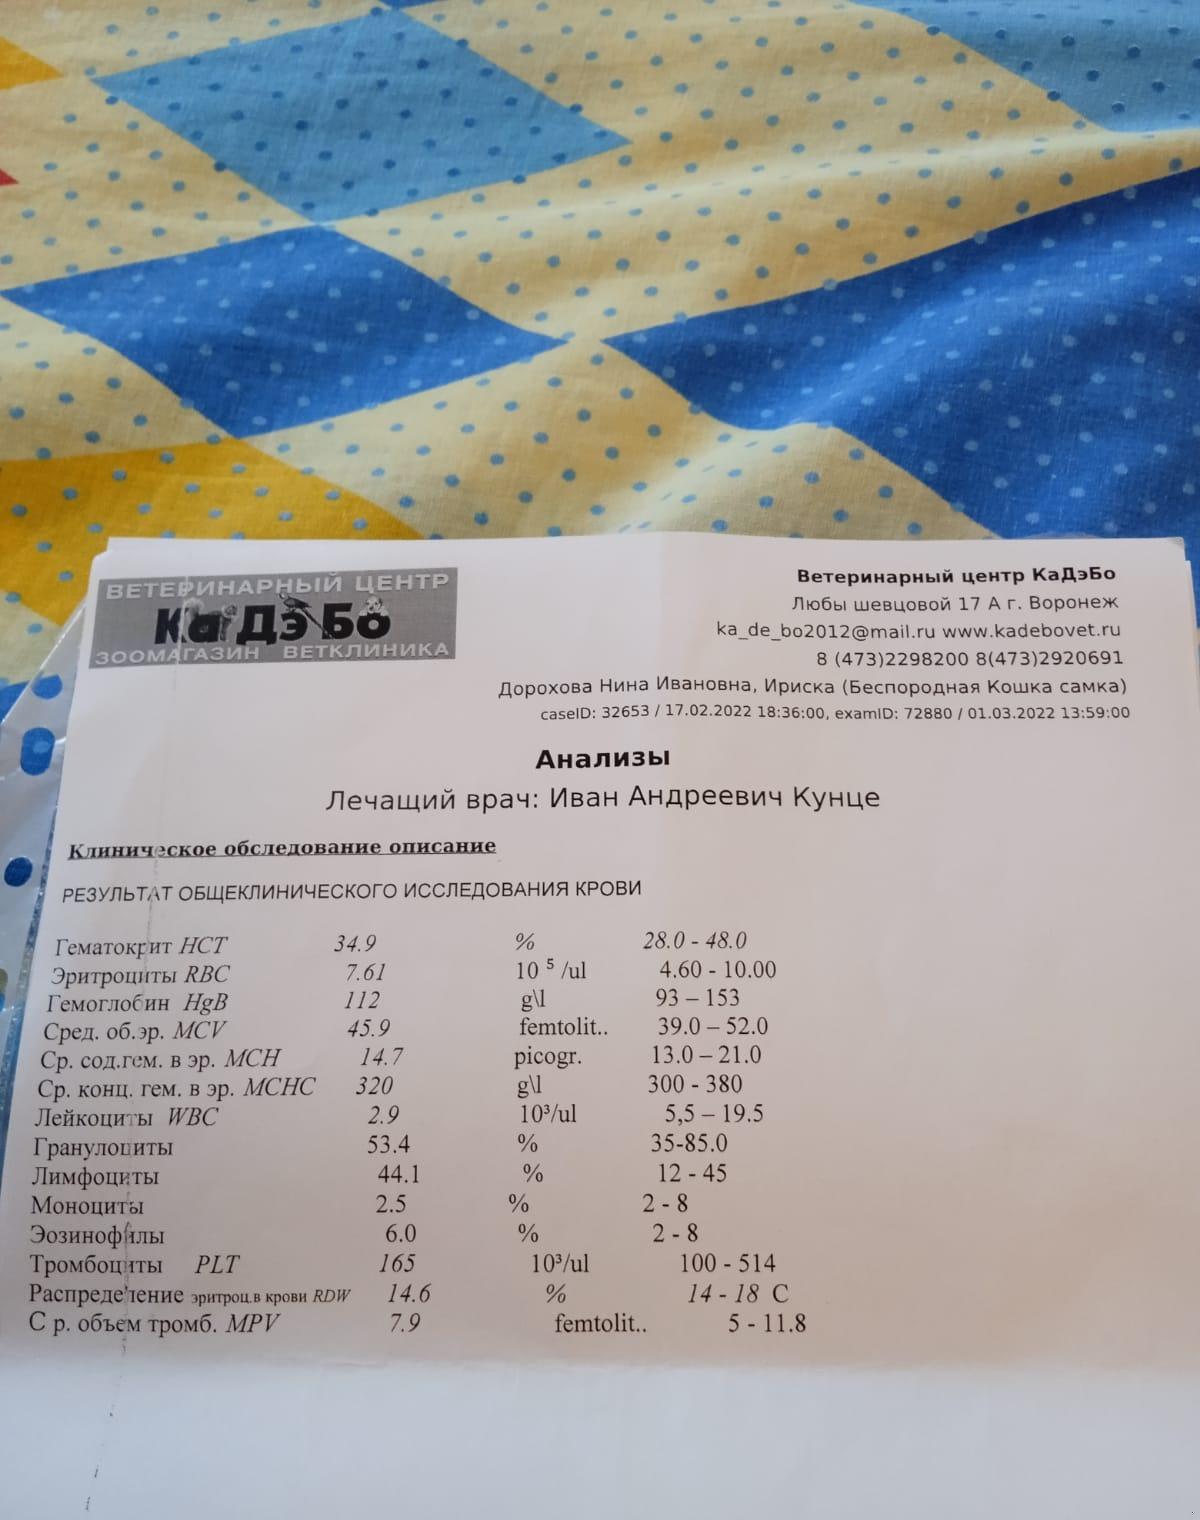 ВЕТЕРИНАРНЫЙ ЦЕНТР
КаДэБо
ЗООМАГАЗИН ВЕТКЛИНИКА
Ветеринарный центр КаДэБо
Любы шевцовой 17 А г. Воронеж
ka_de_bo2012@mail.ru www.kadebovet.ru
8 (473)2298200 8(473)2920691
Дорохова Нина Ивановна, Ириска (Беспородная Кошка самка)
caseID: 32653 / 17.02.2022 18:36:00, examID: 72880 / 01.03.2022 13:59:00
Анализы
Лечащий врач: Иван Андреевич Кунце
Клиническое обследование описание
РЕЗУЛЬТАТ ОБЩЕКЛИНИЧЕСКОГО ИССЛЕДОВАНИЯ КРОВИ
Гематокрит HCT 34.9 % 28.0 - 48.0
Эритроциты RBC 7.61 10 ⁵ /ul 4.60 - 10.00
Гемоглобин HgB 112 g\l 93 – 153
Сред. об.эр. MCV 45.9 femtolit.. 39.0 – 52.0
Ср. сод.гем. в эр. MCH 14.7 picogr. 13.0 – 21.0
Ср. конц. гем. в эр. MCHC 320 g\l 300 - 380
Лейкоциты WBC 2.9 10³/ul 5,5 – 19.5
Гранулоциты 53.4 % 35-85.0
Лимфоциты 44.1 % 12 - 45
Моноциты 2.5 % 2 - 8
Эозинофилы 6.0 % 2 - 8
Тромбоциты PLT 165 10³/ul 100 - 514
Распределение эритроц.в крови RDW 14.6 % 14 - 18 С
С р. объем тромб. MPV 7.9 femtolit.. 5 - 11.8